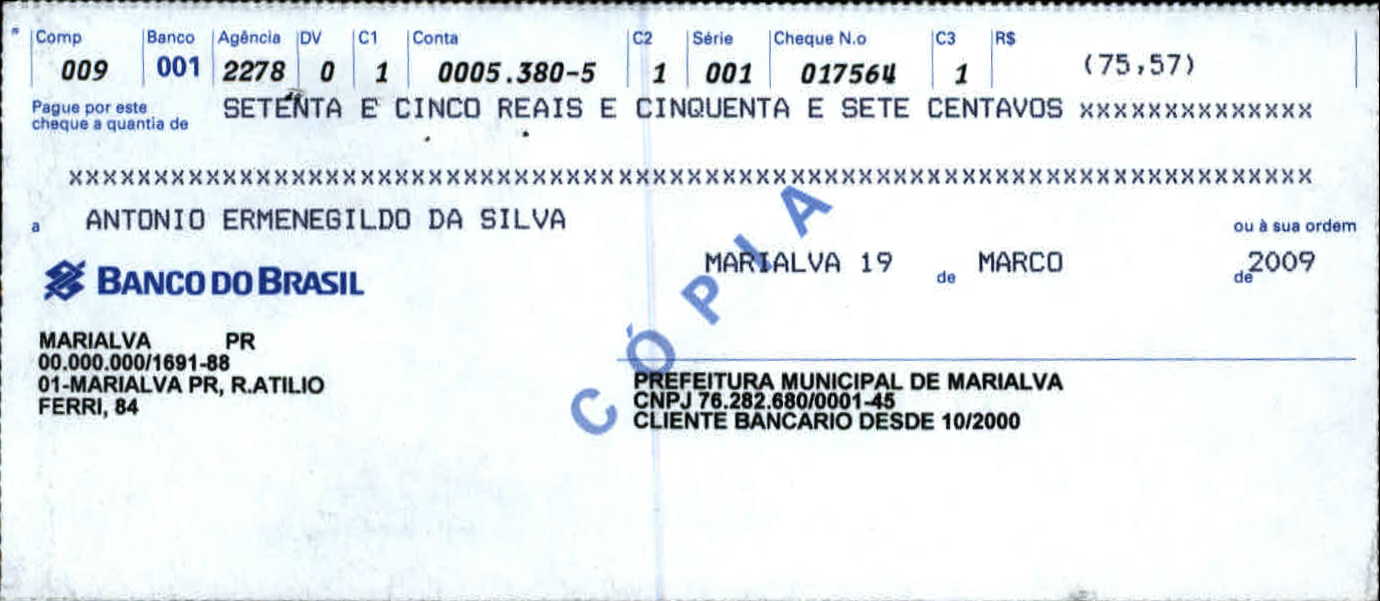 Comp Banco Agência DV C1 Conta C2 Série Cheque N.o C3 R$
009 001 2278 0 1 0005.380-5 1 001 017564 1 (75,57)
Pague por este
cheque a quantia de SETENTA E CINCO REAIS E CINQUENTA E SETE CENTAVOS xxxxxxxxxxxxxx
xxxxxxxxxxxxxxxxxxxxxxxxxxxxxxxxxxxxxxxxxxxxxxxxxxxxxxxxxxxxxxxxxxxxxxxx
a ANTONIO ERMENEGILDO DA SILVA ou à sua ordem
MARIALVA 19 de MARCO de 2009
BANCO DO BRASIL
CÓPIA
MARIALVA PR
00.000.000/1691-88
01-MARIALVA PR, R.ATILIO
FERRI, 84
PREFEITURA MUNICIPAL DE MARIALVA
CNPJ 76.282.680/0001-45
CLIENTE BANCARIO DESDE 10/2000